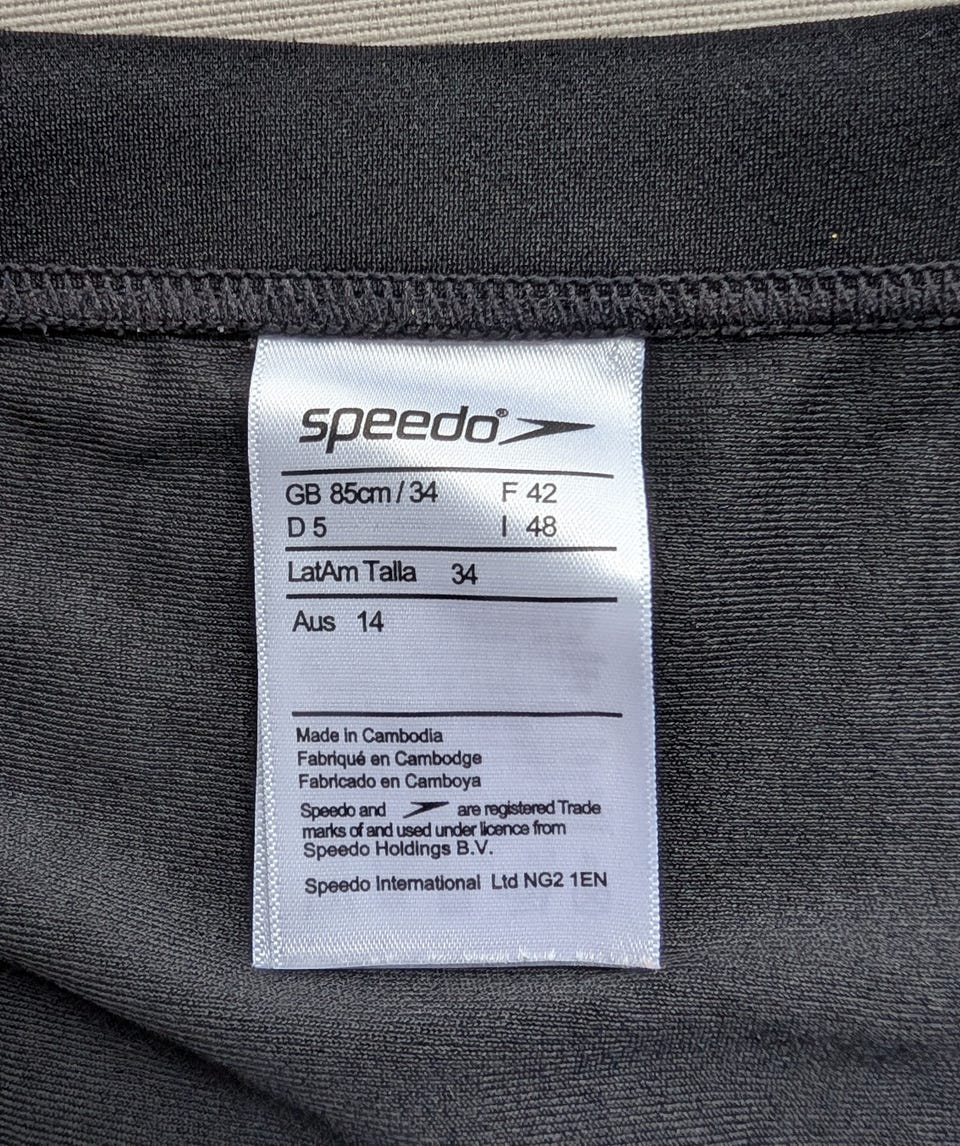 speedo®
GB 85cm / 34 F 42
D 5 I 48
LatAm Talla 34
Aus 14
Made in Cambodia
Fabriqué en Cambodge
Fabricado en Camboya
Speedo and are registered Trade
marks of and used under licence from
Speedo Holdings B.V.
Speedo International Ltd NG2 1EN